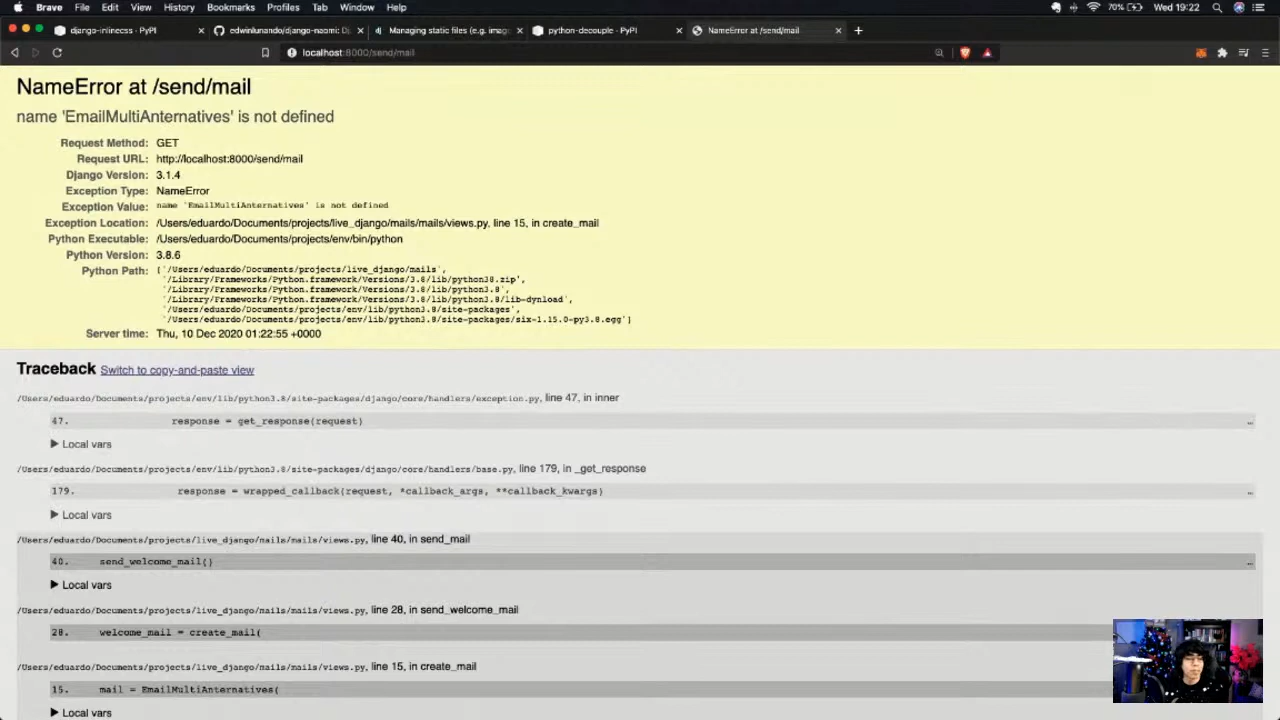 Brave File Edit View History Bookmarks Profiles Tab Window Help 70% Wed 19:22
django-inlinecss · PyPI
edwinlunando/django-naomi: Dj
Managing static files (e.g. imag
python-decouple · PyPI
NameError at /send/mail
localhost:8000/send/mail
NameError at /send/mail
name 'EmailMultiAnternatives' is not defined
Request Method: GET
Request URL: http://localhost:8000/send/mail
Django Version: 3.1.4
Exception Type: NameError
Exception Value: name 'EmailMultiAnternatives' is not defined
Exception Location: /Users/eduardo/Documents/projects/live_django/mails/mails/views.py, line 15, in create_mail
Python Executable: /Users/eduardo/Documents/projects/env/bin/python
Python Version: 3.8.6
Python Path: ['/Users/eduardo/Documents/projects/live_django/mails',
'/Library/Frameworks/Python.framework/Versions/3.8/lib/python38.zip',
'/Library/Frameworks/Python.framework/Versions/3.8/lib/python3.8',
'/Library/Frameworks/Python.framework/Versions/3.8/lib/python3.8/lib-dynload',
'/Users/eduardo/Documents/projects/env/lib/python3.8/site-packages',
'/Users/eduardo/Documents/projects/env/lib/python3.8/site-packages/six-1.15.0-py3.8.egg']
Server time: Thu, 10 Dec 2020 01:22:55 +0000
Traceback Switch to copy-and-paste view
/Users/eduardo/Documents/projects/env/lib/python3.8/site-packages/django/core/handlers/exception.py, line 47, in inner
47. response = get_response(request) …
▶ Local vars
/Users/eduardo/Documents/projects/env/lib/python3.8/site-packages/django/core/handlers/base.py, line 179, in _get_response
179. response = wrapped_callback(request, *callback_args, **callback_kwargs) …
▶ Local vars
/Users/eduardo/Documents/projects/live_django/mails/mails/views.py, line 40, in send_mail
40. send_welcome_mail() …
▶ Local vars
/Users/eduardo/Documents/projects/live_django/mails/mails/views.py, line 28, in send_welcome_mail
28. welcome_mail = create_mail(
/Users/eduardo/Documents/projects/live_django/mails/mails/views.py, line 15, in create_mail
15. mail = EmailMultiAnternatives(
▶ Local vars